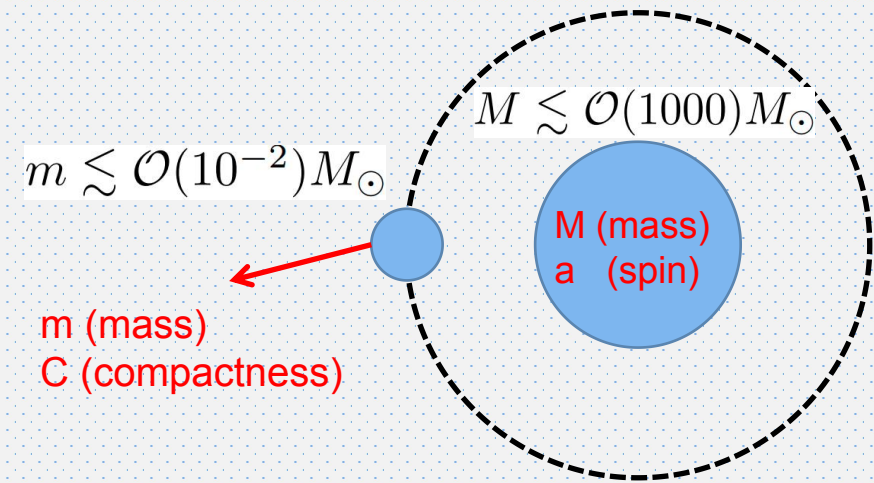 M ≲ 𝒪(1000)M⊙
m ≲ 𝒪(10⁻²)M⊙
M (mass)
a (spin)
m (mass)
C (compactness)